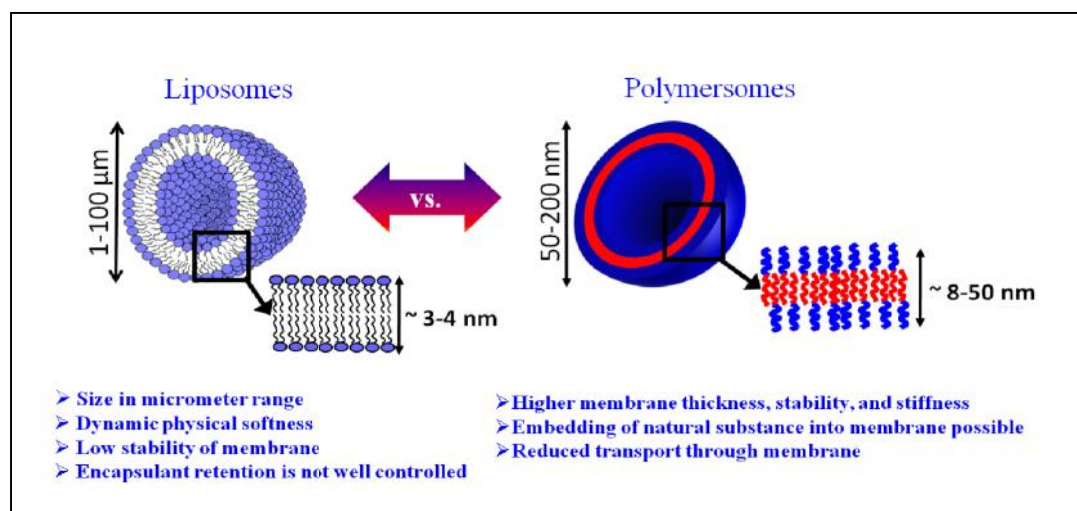 Liposomes
Polymersomes
1-100 µm
vs.
50-200 nm
~ 3-4 nm
~ 8-50 nm
➢ Size in micrometer range
➢ Dynamic physical softness
➢ Low stability of membrane
➢ Encapsulant retention is not well controlled
➢ Higher membrane thickness, stability, and stiffness
➢ Embedding of natural substance into membrane possible
➢ Reduced transport through membrane